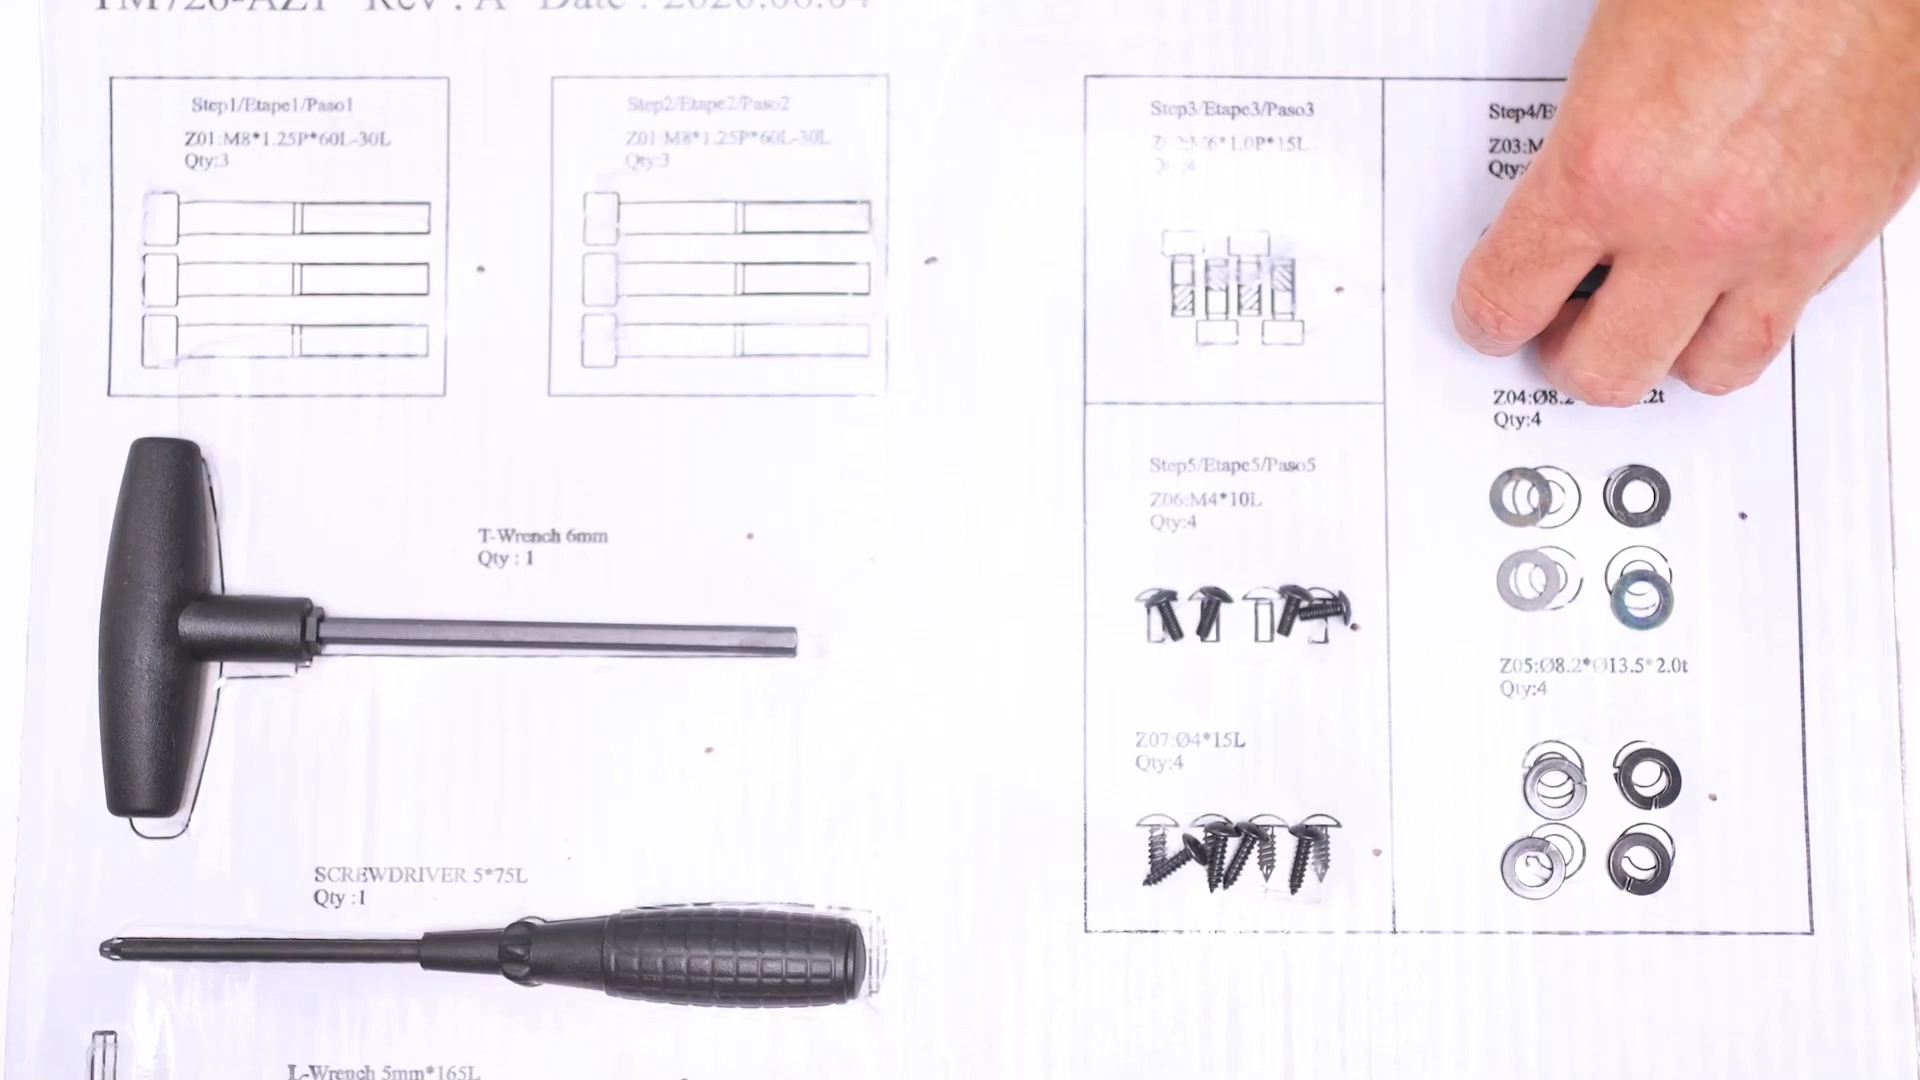 Rev : A Date :
Step1/Etape1/Paso1
Z01:M8*1.25P*60L-30L
Qty:3
Step2/Etape2/Paso2
Z01:M8*1.25P*60L-30L
Qty:3
Step3/Etape3/Paso3
Step4/E
Z03:M
Qty:
Z04:Ø8.2
.2t
Qty:4
Step5/Etape5/Paso5
Z06:M4*10L
Qty:4
Z05:Ø8.2*Ø13.5*2.0t
Qty:4
Z07:Ø4*15L
Qty:4
T-Wrench 6mm
Qty : 1
SCREWDRIVER 5*75L
Qty :1
L-Wrench 5mm*165L